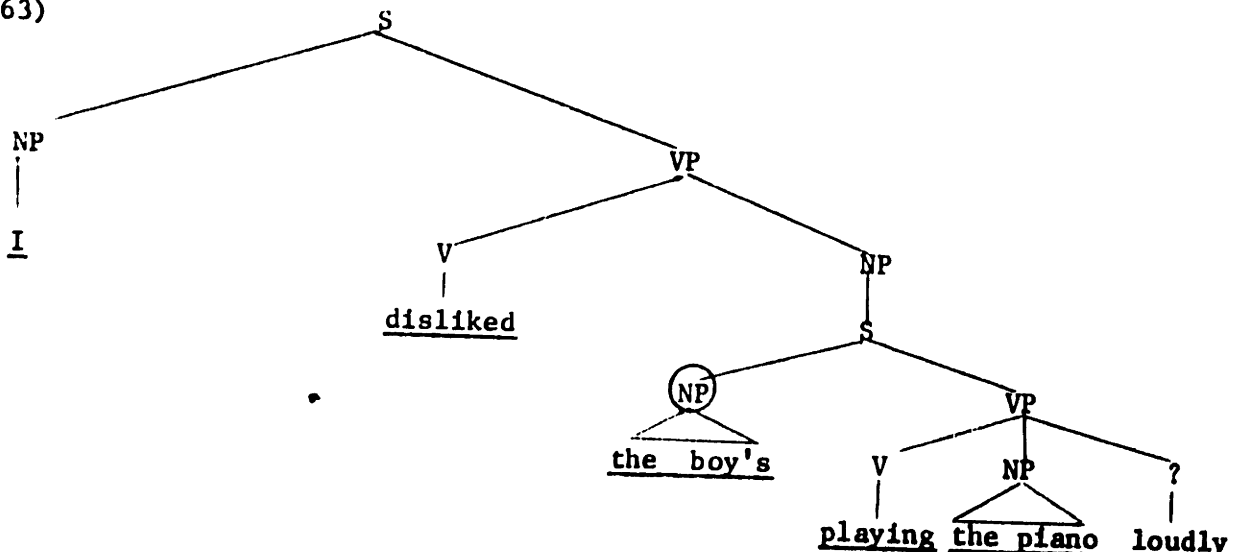 63)
S
NP
VP
I
V
NP
disliked
S
NP
VP
the boy's
V
NP
?
playing
the piano
loudly